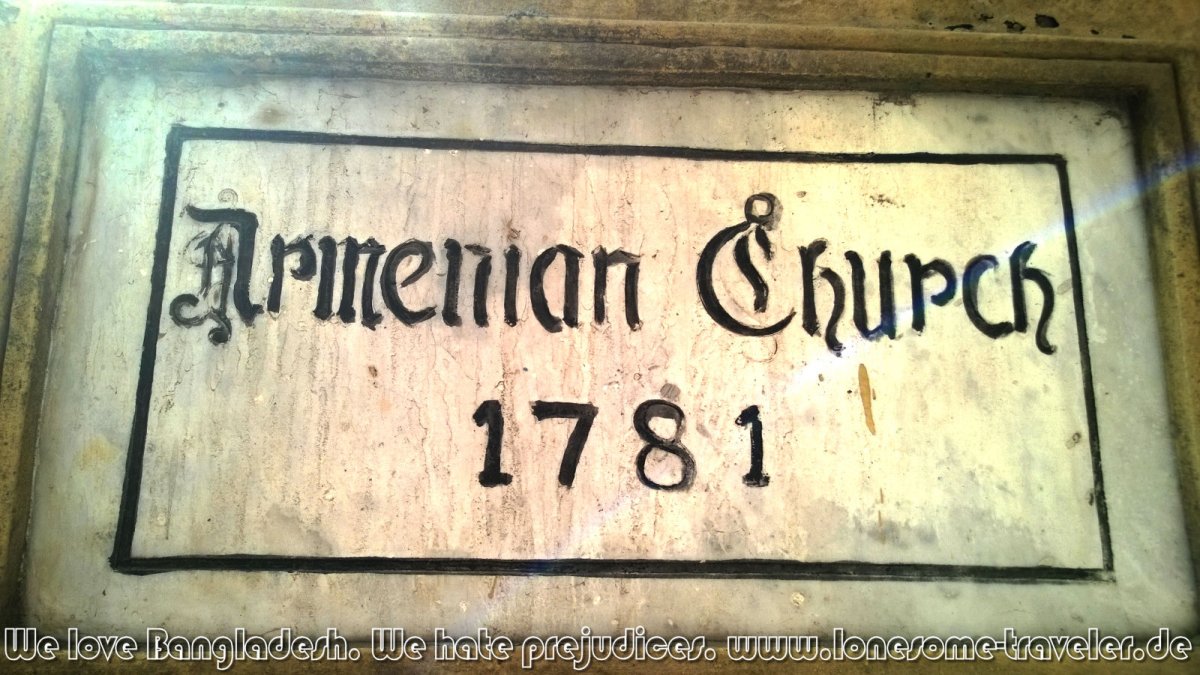 Armenian Church
1781
We love Bangladesh. We hate prejudices. www.lonesome-traveler.de